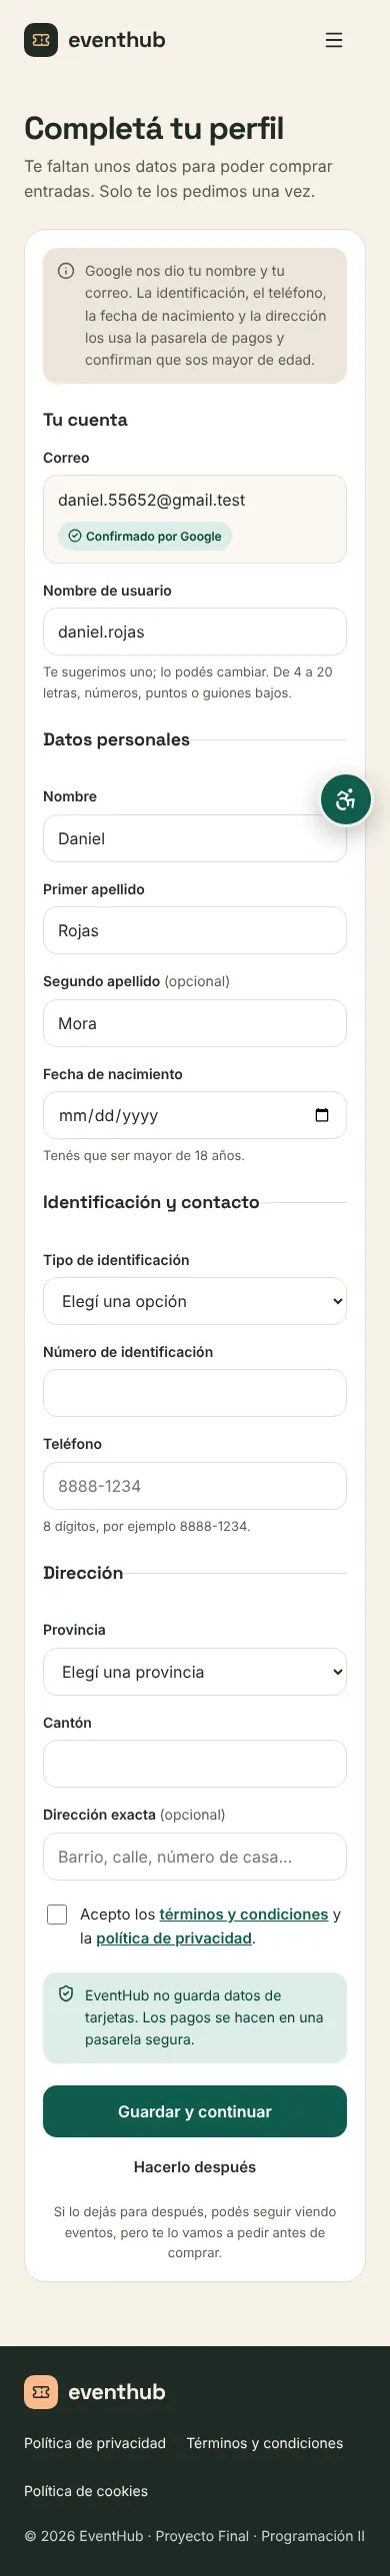 eventhub
Completá tu perfil
Te faltan unos datos para poder comprar
entradas. Solo te los pedimos una vez.
Google nos dio tu nombre y tu
correo. La identificación, el teléfono,
la fecha de nacimiento y la dirección
los usa la pasarela de pagos y
confirman que sos mayor de edad.
Tu cuenta
Correo
daniel.55652@gmail.test
Confirmado por Google
Nombre de usuario
daniel.rojas
Te sugerimos uno; lo podés cambiar. De 4 a 20
letras, números, puntos o guiones bajos.
Datos personales
Nombre
Daniel
Primer apellido
Rojas
Segundo apellido (opcional)
Mora
Fecha de nacimiento
mm/dd/yyyy
Tenés que ser mayor de 18 años.
Identificación y contacto
Tipo de identificación
Elegí una opción
Número de identificación
Teléfono
8888-1234
8 dígitos, por ejemplo 8888-1234.
Dirección
Provincia
Elegí una provincia
Cantón
Dirección exacta (opcional)
Barrio, calle, número de casa...
Acepto los términos y condiciones y
la política de privacidad.
EventHub no guarda datos de
tarjetas. Los pagos se hacen en una
pasarela segura.
Guardar y continuar
Hacerlo después
Si lo dejás para después, podés seguir viendo
eventos, pero te lo vamos a pedir antes de
comprar.
eventhub
Política de privacidad Términos y condiciones
Política de cookies
© 2026 EventHub · Proyecto Final · Programación II